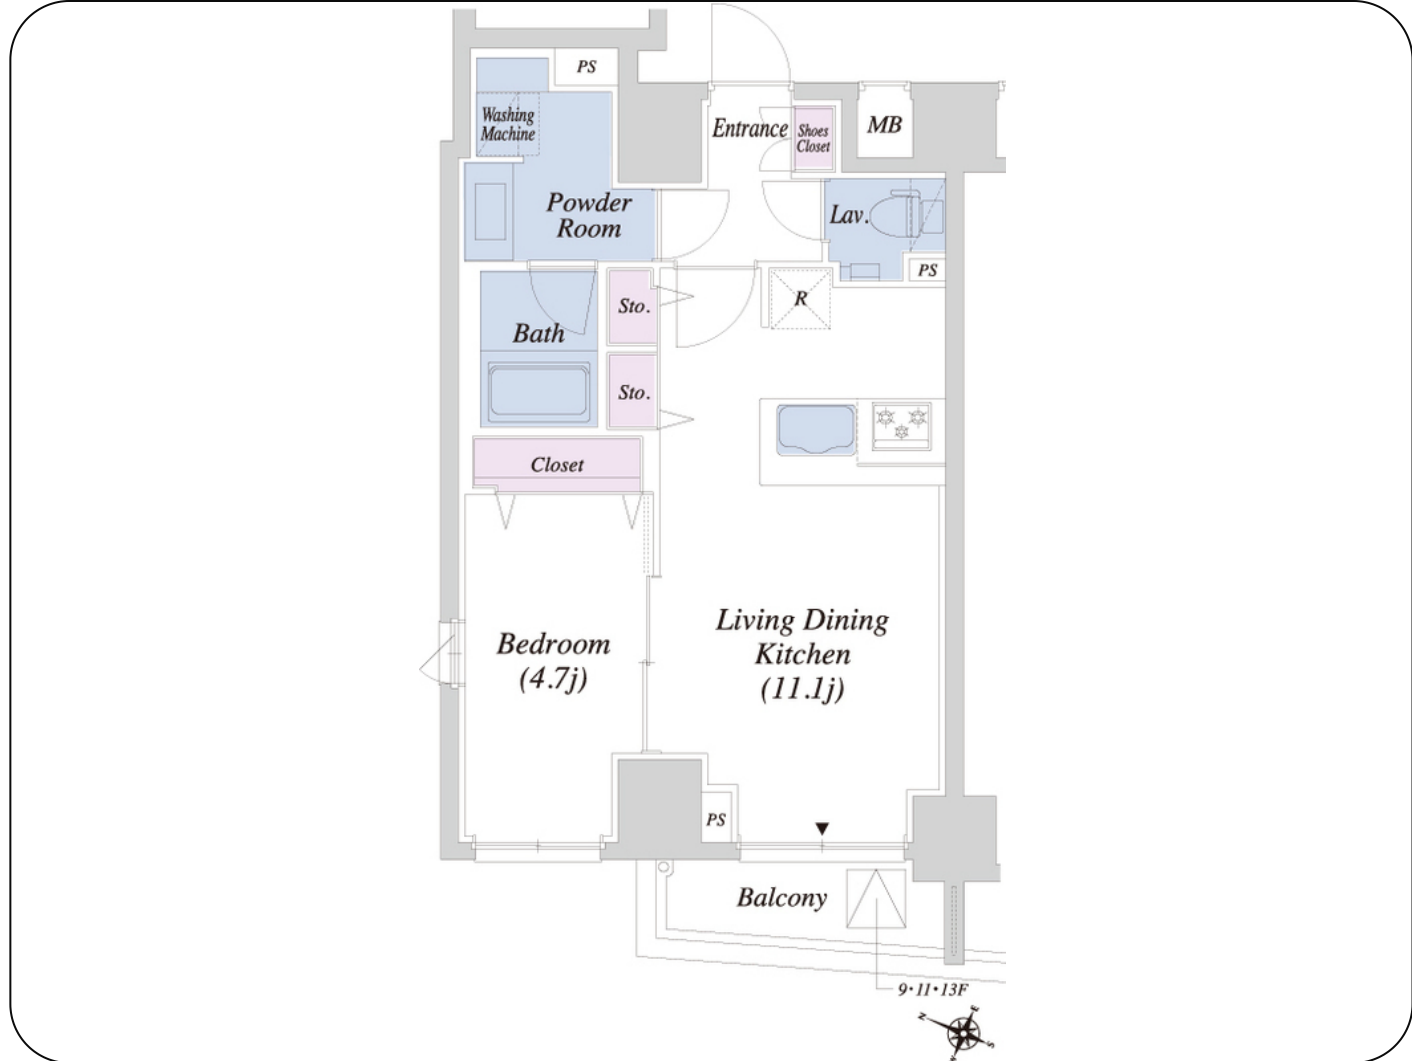 PS
Washing
Machine
Entrance
Shoes
Closet
MB
Powder
Room
Lav.
PS
R
Sto.
Bath
Sto.
Closet
Living Dining
Kitchen
(11.1j)
Bedroom
(4.7j)
PS
Balcony
9・11・13F
N
E
S